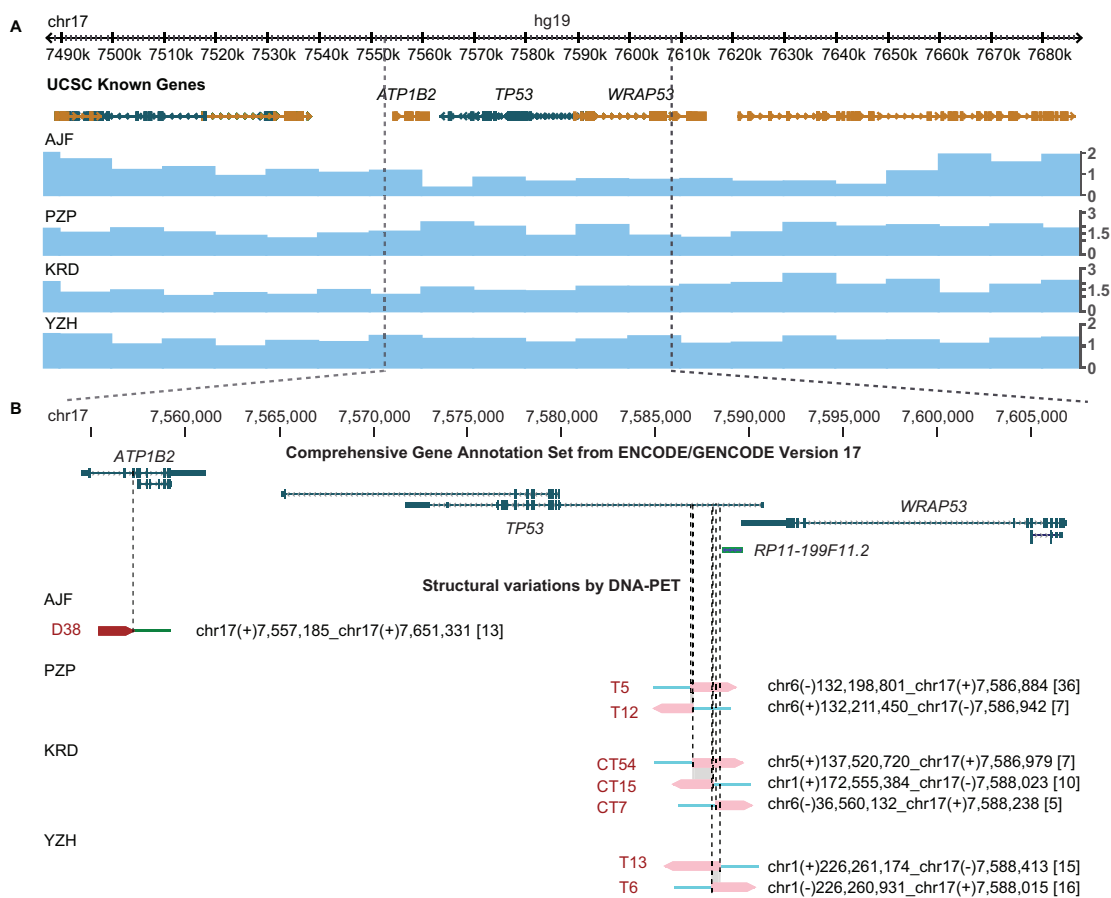 A
chr17 hg19
7490k 7500k 7510k 7520k 7530k 7540k 7550k 7560k 7570k 7580k 7590k 7600k 7610k 7620k 7630k 7640k 7650k 7660k 7670k 7680k
UCSC Known Genes
ATP1B2 TP53 WRAP53
AJF
2
1
0
PZP
3
1.5
0
KRD
3
1.5
0
YZH
2
1
0
B
chr17 7,560,000 7,565,000 7,570,000 7,575,000 7,580,000 7,585,000 7,590,000 7,595,000 7,600,000 7,605,000
Comprehensive Gene Annotation Set from ENCODE/GENCODE Version 17
ATP1B2
TP53
WRAP53
RP11-199F11.2
Structural variations by DNA-PET
AJF
D38 chr17(+)7,557,185_chr17(+)7,651,331 [13]
PZP
T5 chr6(-)132,198,801_chr17(+)7,586,884 [36]
T12 chr6(+)132,211,450_chr17(-)7,586,942 [7]
KRD
CT54 chr5(+)137,520,720_chr17(+)7,586,979 [7]
CT15 chr1(+)172,555,384_chr17(-)7,588,023 [10]
CT7 chr6(-)36,560,132_chr17(+)7,588,238 [5]
YZH
T13 chr1(+)226,261,174_chr17(-)7,588,413 [15]
T6 chr1(-)226,260,931_chr17(+)7,588,015 [16]